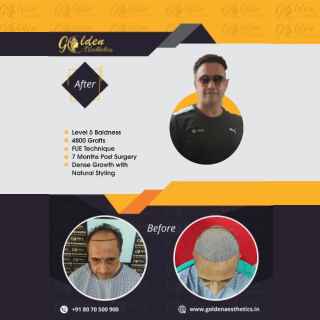 Golden
Aesthetics
After
Level 5 Baldness
4800 Grafts
FUE Technique
7 Months Post Surgery
Dense Growth with
Natural Styling
Before
+91 80 70 500 900
www.goldenaesthetics.in